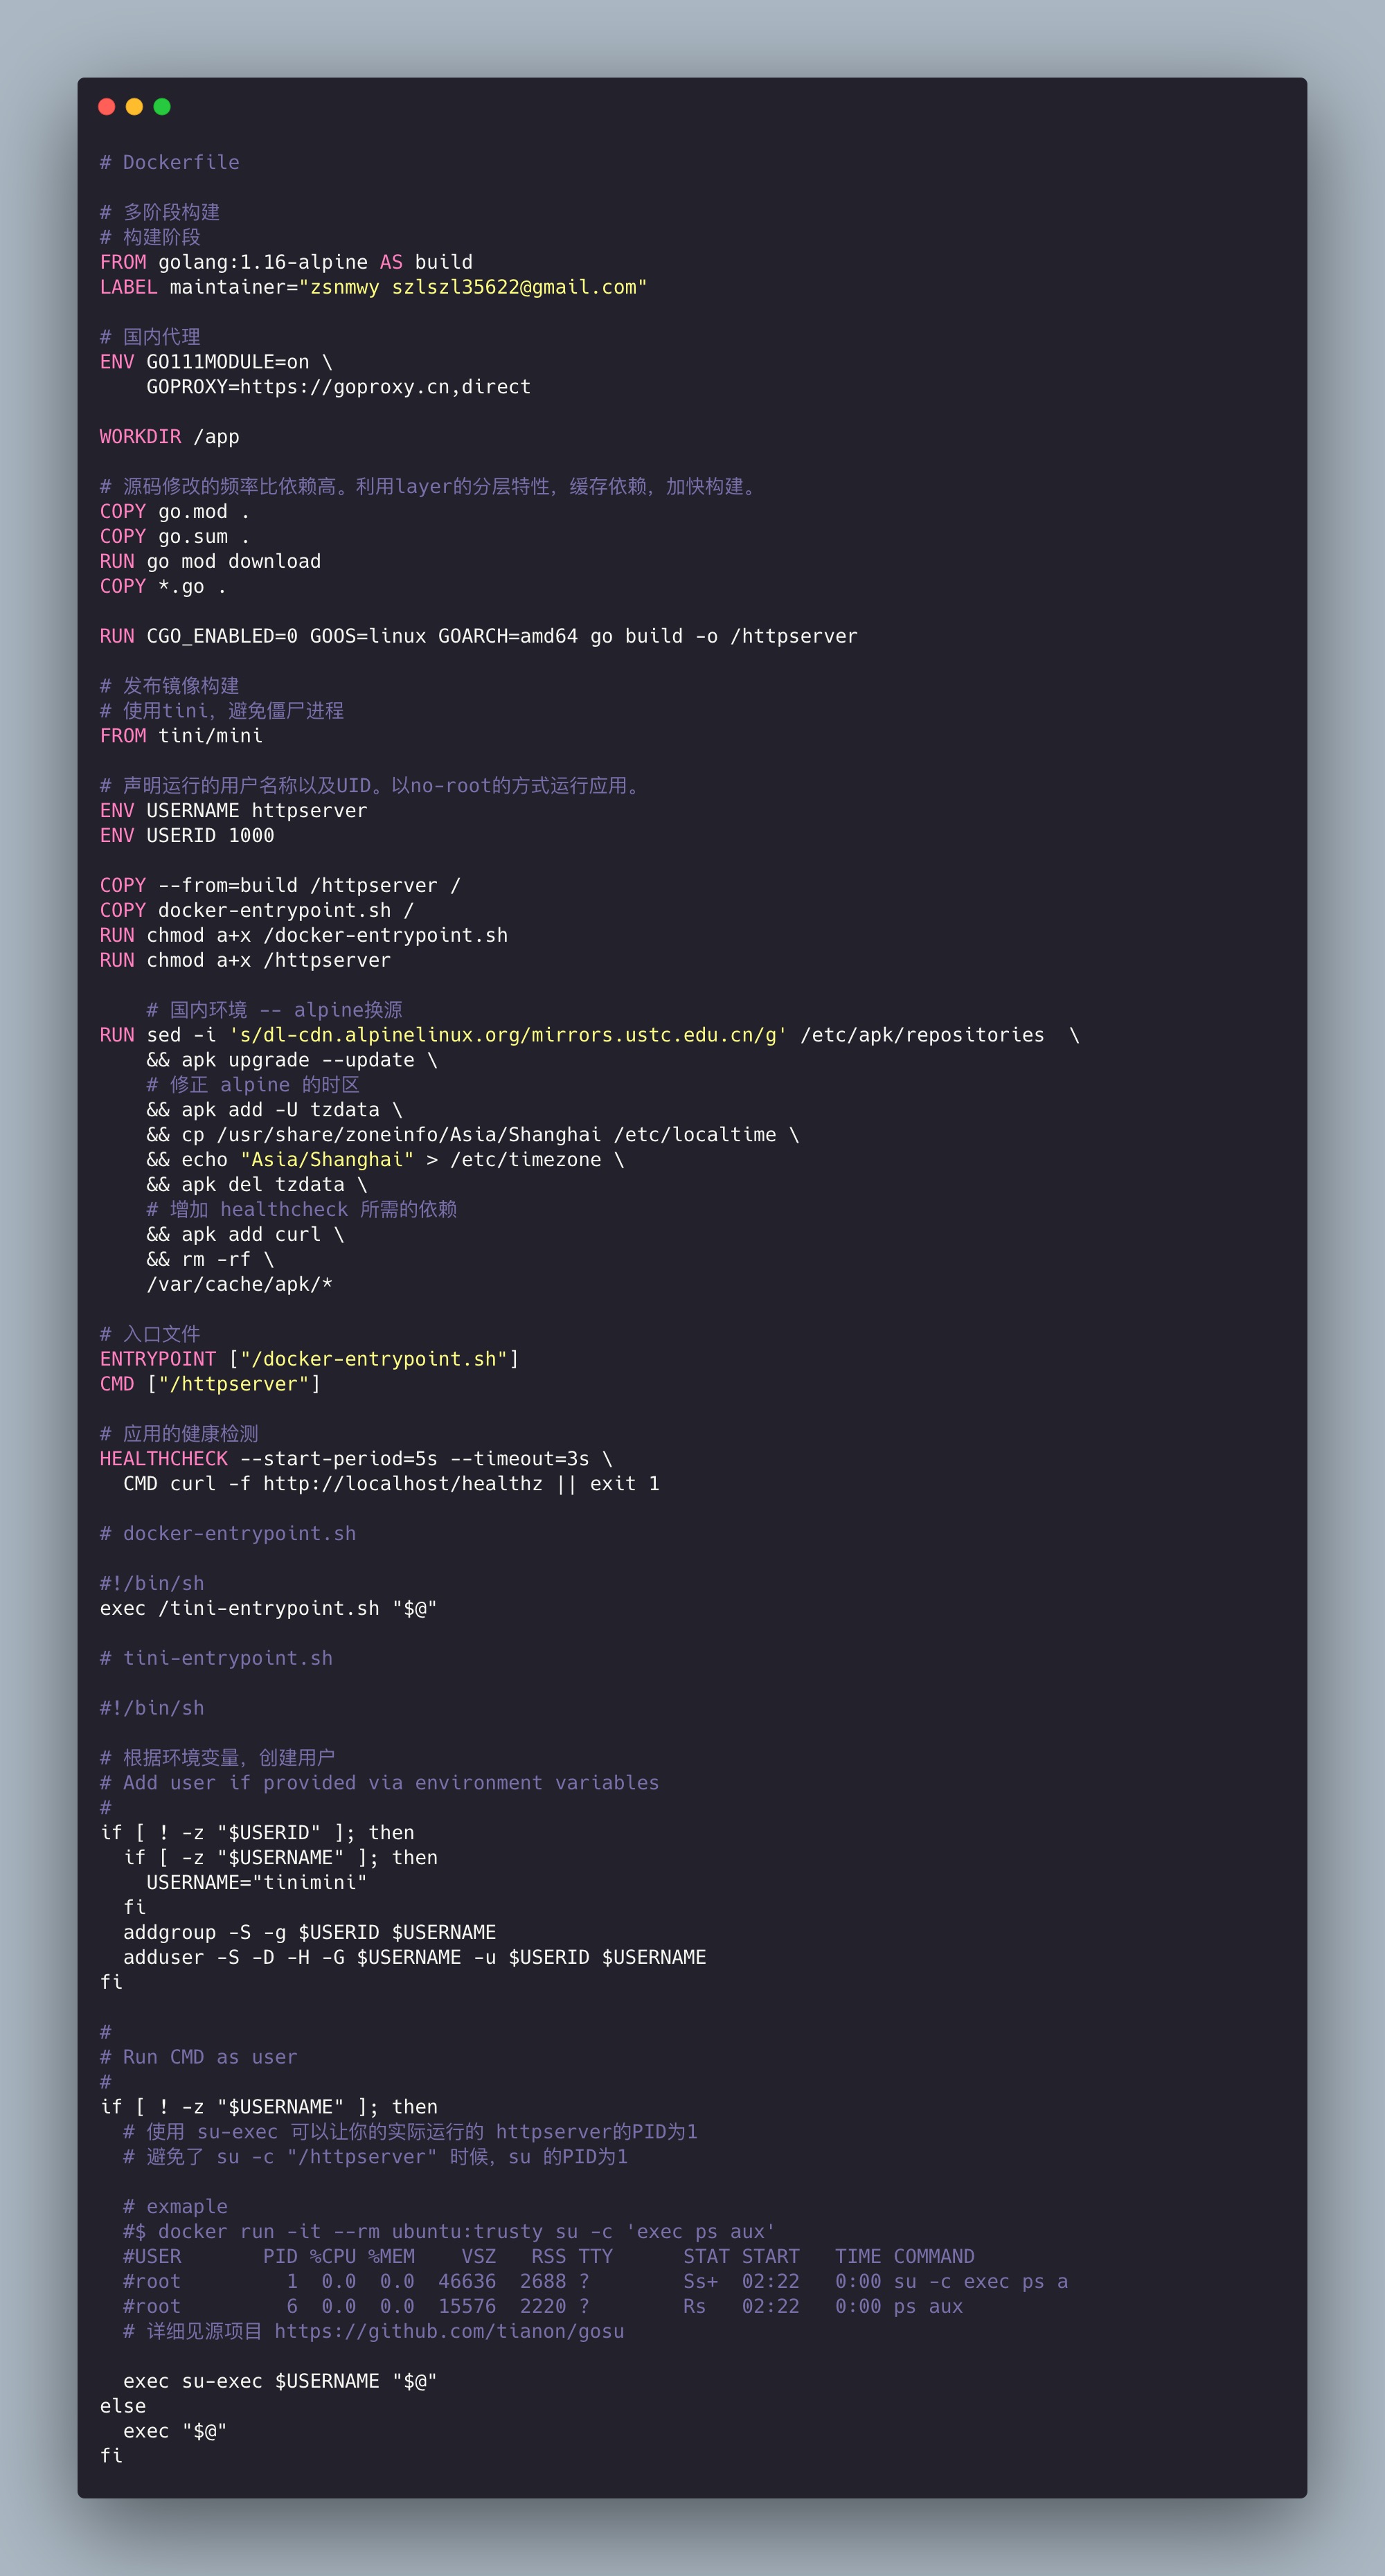 # Dockerfile
# 多阶段构建
# 构建阶段
FROM golang:1.16-alpine AS build
LABEL maintainer="zsnmwy szlszl35622@gmail.com"
# 国内代理
ENV GO111MODULE=on \
    GOPROXY=https://goproxy.cn,direct
WORKDIR /app
# 源码修改的频率比依赖高。利用layer的分层特性，缓存依赖，加快构建。
COPY go.mod .
COPY go.sum .
RUN go mod download
COPY *.go .
RUN CGO_ENABLED=0 GOOS=linux GOARCH=amd64 go build -o /httpserver
# 发布镜像构建
# 使用tini，避免僵尸进程
FROM tini/mini
# 声明运行的用户名称以及UID。以no-root的方式运行应用。
ENV USERNAME httpserver
ENV USERID 1000
COPY --from=build /httpserver /
COPY docker-entrypoint.sh /
RUN chmod a+x /docker-entrypoint.sh
RUN chmod a+x /httpserver
    # 国内环境 -- alpine换源
RUN sed -i 's/dl-cdn.alpinelinux.org/mirrors.ustc.edu.cn/g' /etc/apk/repositories  \
    && apk upgrade --update \
    # 修正 alpine 的时区
    && apk add -U tzdata \
    && cp /usr/share/zoneinfo/Asia/Shanghai /etc/localtime \
    && echo "Asia/Shanghai" > /etc/timezone \
    && apk del tzdata \
    # 增加 healthcheck 所需的依赖
    && apk add curl \
    && rm -rf \
    /var/cache/apk/*
# 入口文件
ENTRYPOINT ["/docker-entrypoint.sh"]
CMD ["/httpserver"]
# 应用的健康检测
HEALTHCHECK --start-period=5s --timeout=3s \
  CMD curl -f http://localhost/healthz || exit 1
# docker-entrypoint.sh
#!/bin/sh
exec /tini-entrypoint.sh "$@"
# tini-entrypoint.sh
#!/bin/sh
# 根据环境变量，创建用户
# Add user if provided via environment variables
#
if [ ! -z "$USERID" ]; then
  if [ -z "$USERNAME" ]; then
    USERNAME="tinimini"
  fi
  addgroup -S -g $USERID $USERNAME
  adduser -S -D -H -G $USERNAME -u $USERID $USERNAME
fi
#
# Run CMD as user
#
if [ ! -z "$USERNAME" ]; then
  # 使用 su-exec 可以让你的实际运行的 httpserver的PID为1
  # 避免了 su -c "/httpserver" 时候，su 的PID为1
  # exmaple
  #$ docker run -it --rm ubuntu:trusty su -c 'exec ps aux'
  #USER       PID %CPU %MEM    VSZ   RSS TTY      STAT START   TIME COMMAND
  #root         1  0.0  0.0  46636  2688 ?        Ss+  02:22   0:00 su -c exec ps a
  #root         6  0.0  0.0  15576  2220 ?        Rs   02:22   0:00 ps aux
  # 详细见源项目 https://github.com/tianon/gosu
  exec su-exec $USERNAME "$@"
else
  exec "$@"
fi